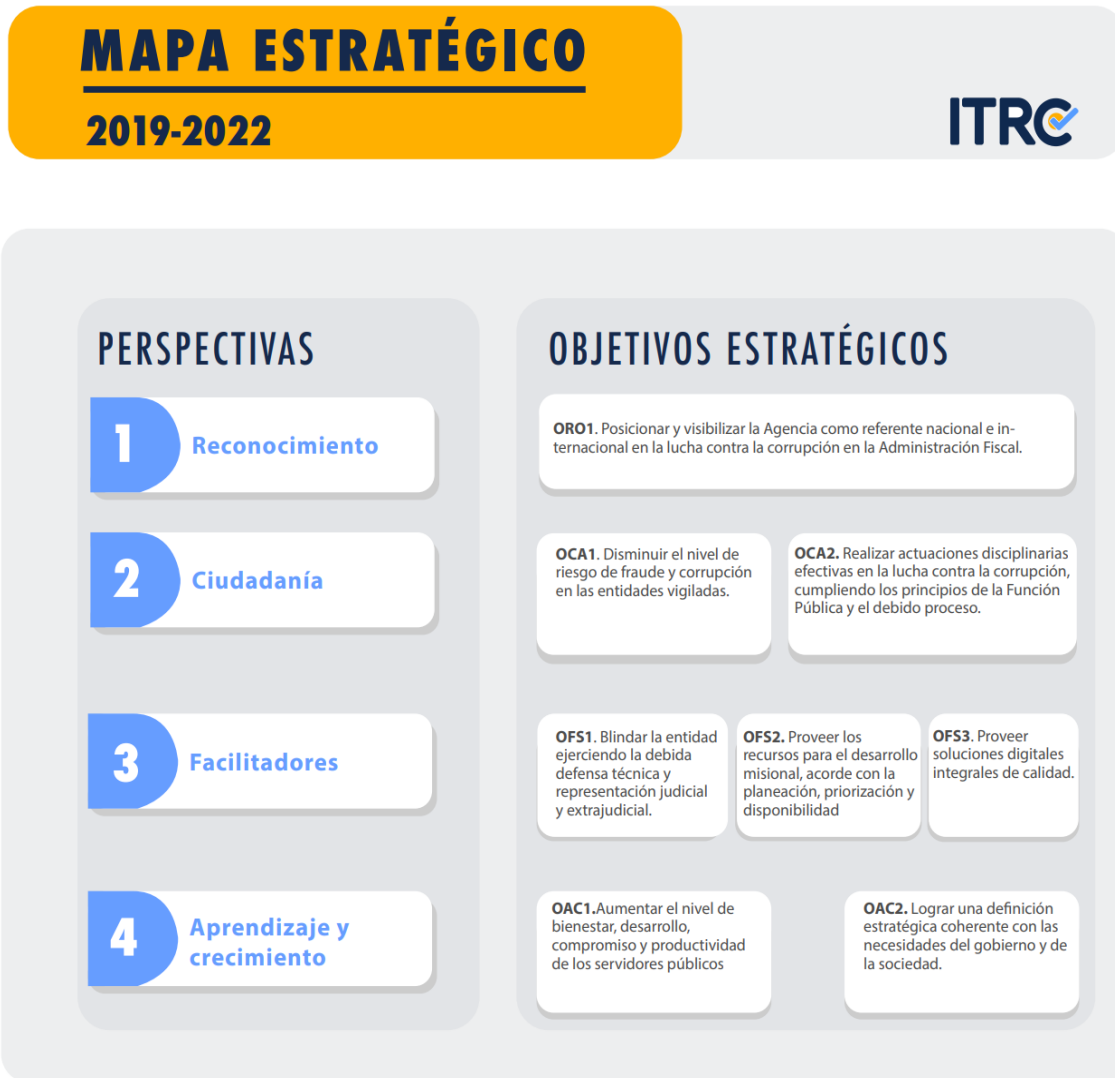 MAPA ESTRATÉGICO
2019-2022
ITRC
PERSPECTIVAS
OBJETIVOS ESTRATÉGICOS
1
Reconocimiento
ORO1. Posicionar y visibilizar la Agencia como referente nacional e in-
ternacional en la lucha contra la corrupción en la Administración Fiscal.
2
Ciudadanía
OCA1. Disminuir el nivel de
riesgo de fraude y corrupción
en las entidades vigiladas.
OCA2. Realizar actuaciones disciplinarias
efectivas en la lucha contra la corrupción,
cumpliendo los principios de la Función
Pública y el debido proceso.
3
Facilitadores
OFS1. Blindar la entidad
ejerciendo la debida
defensa técnica y
representación judicial
y extrajudicial.
OFS2. Proveer los
recursos para el desarrollo
misional, acorde con la
planeación, priorización y
disponibilidad
OFS3. Proveer
soluciones digitales
integrales de calidad.
4
Aprendizaje y
crecimiento
OAC1.Aumentar el nivel de
bienestar, desarrollo,
compromiso y productividad
de los servidores públicos
OAC2. Lograr una definición
estratégica coherente con las
necesidades del gobierno y de
la sociedad.